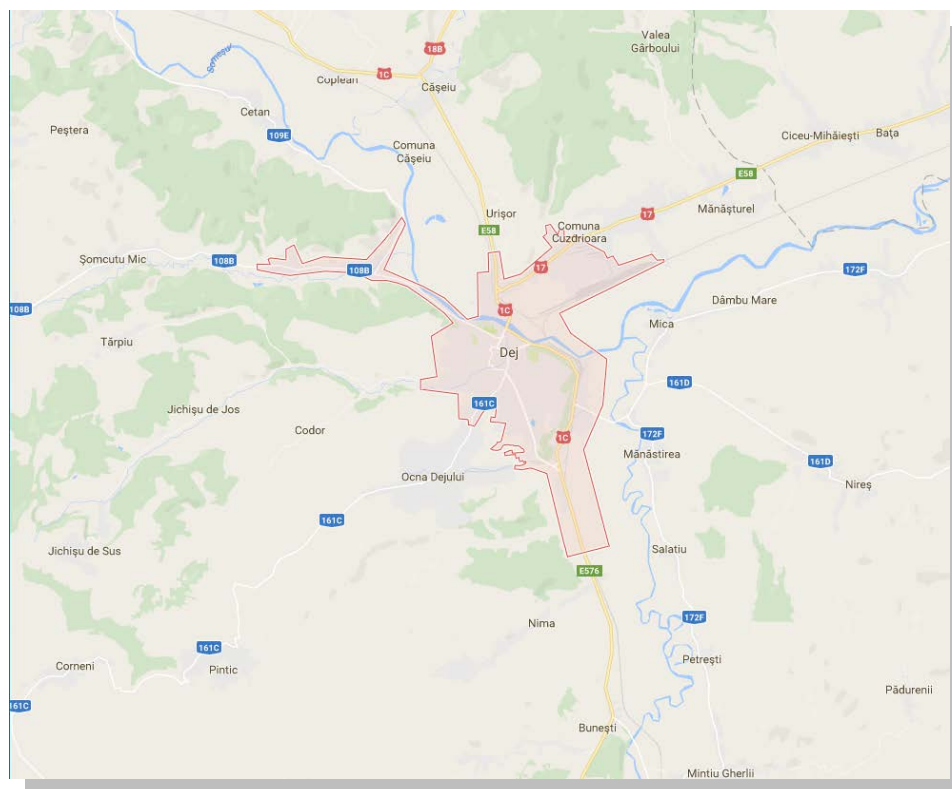 Valea
Gârboului
18B
Someșu
1C
Coplean
Cășeiu
Cetan
Peștera
109E
Ciceu-Mihăiești
Bața
Comuna
Cășeiu
E58
Urișor
17
Mănășturel
E58
Comuna
Cuzdrioara
Șomcutu Mic
108B
108B
17
172F
108B
1C
Dâmbu Mare
Mica
Târpiu
Dej
161D
Jichișu de Jos
161C
Codor
1C
172F
Mănăstirea
161D
Ocna Dejului
Nireș
161C
Jichișu de Sus
Salatiu
E576
Nima
172F
161C
Corneni
Pintic
Petrești
Pădurenii
161C
Bunești
Mintiu Gherlii